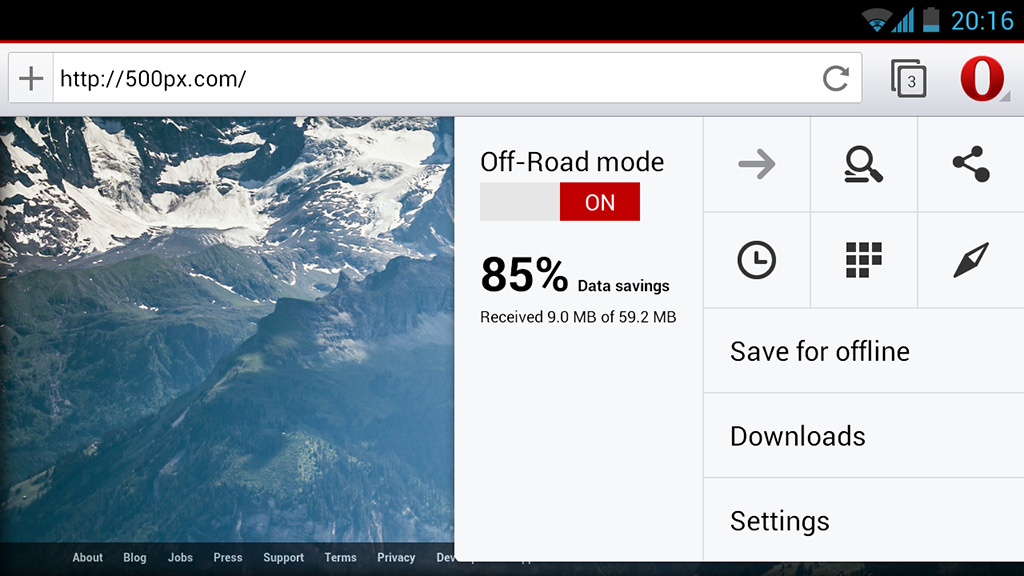 20:16
http://500px.com/
3
Off-Road mode
ON
85% Data savings
Received 9.0 MB of 59.2 MB
Save for offline
Downloads
Settings
About Blog Jobs Press Support Terms Privacy